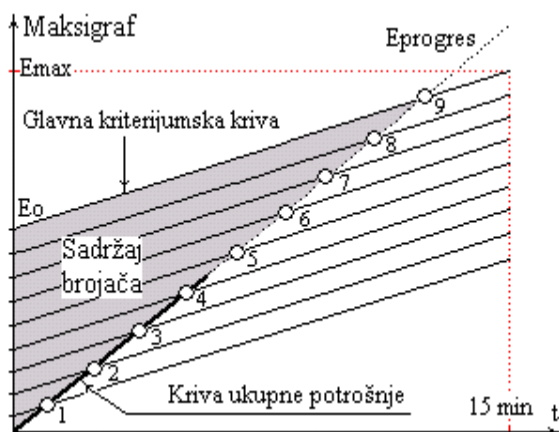 Maksigraf
Eprogres
Emax
Glavna kriterijumska kriva
Eo
Sadržaj
brojača
9
8
7
6
5
4
3
2
1
Kriva ukupne potrošnje
15 min
t